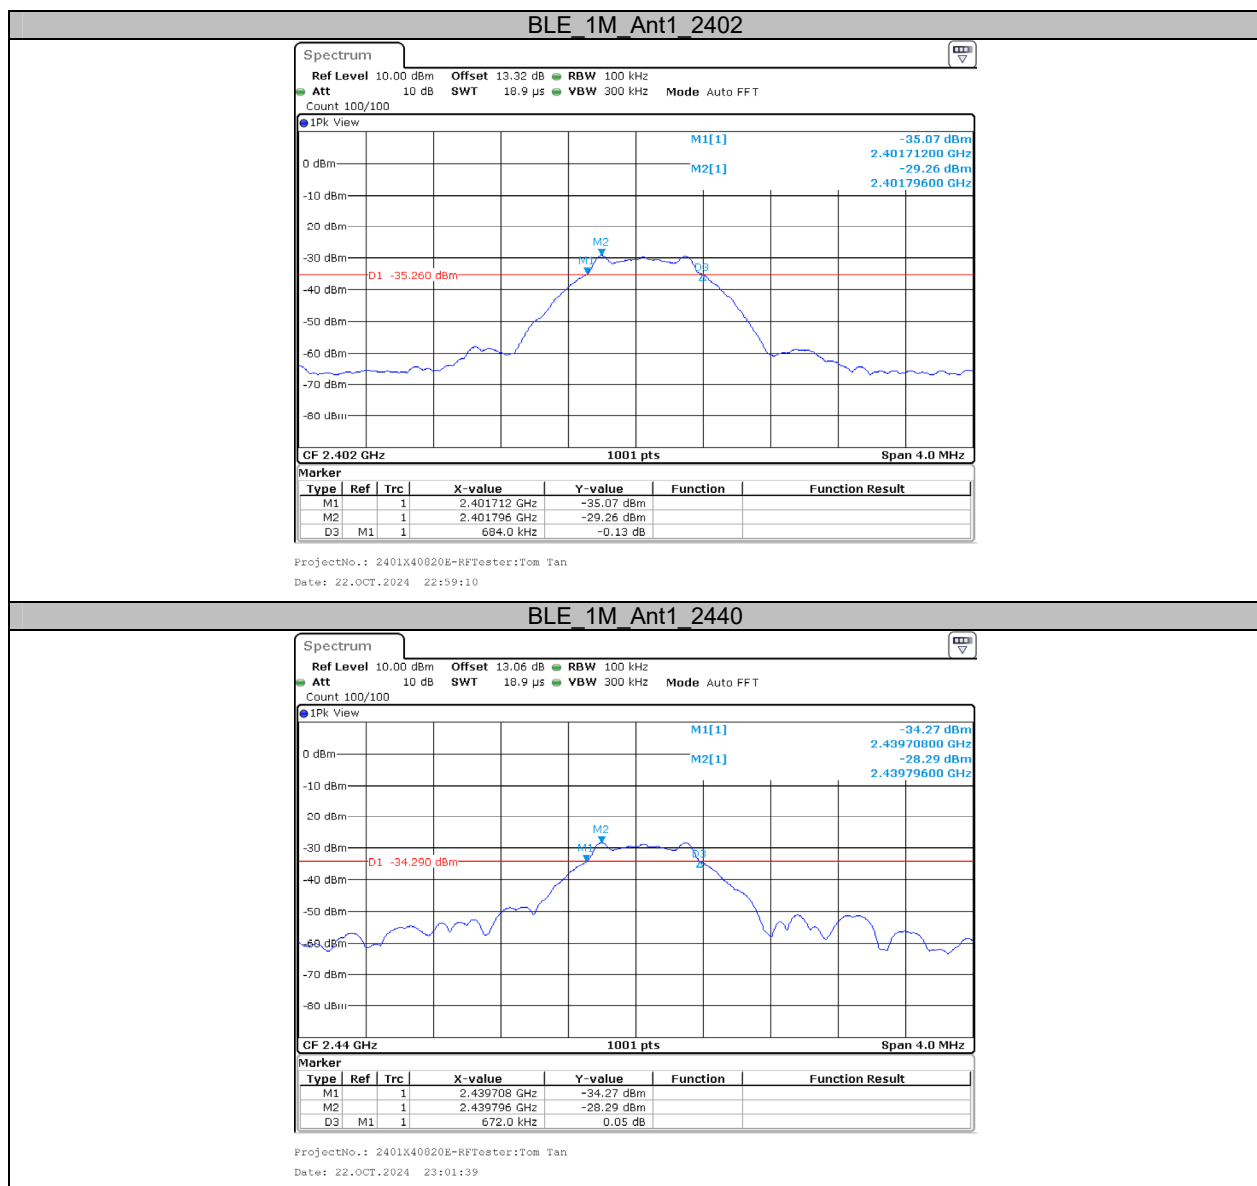 BLE_1M_Ant1_2402
Spectrum
Ref Level 10.00 dBm Offset 13.32 dB RBW 100 kHz
Att 10 dB SWT 18.9 µs VBW 300 kHz Mode Auto FFT
Count 100/100
1Pk View
M1[1] -35.07 dBm
2.40171200 GHz
0 dBm
M2[1] -29.26 dBm
2.40179600 GHz
-10 dBm
20 dBm
M2
-30 dBm
M1
D3
D1 -35.260 dBm
-40 dBm
-50 dBm
-60 dBm
-70 dBm
-80 dBm
CF 2.402 GHz 1001 pts Span 4.0 MHz
Marker
Type Ref Trc X-value Y-value Function Function Result
M1 1 2.401712 GHz -35.07 dBm
M2 1 2.401796 GHz -29.26 dBm
D3 M1 1 684.0 kHz -0.13 dB
ProjectNo.: 2401X40820E-RFTester:Tom Tan
Date: 22.OCT.2024 22:59:10
BLE_1M_Ant1_2440
Spectrum
Ref Level 10.00 dBm Offset 13.06 dB RBW 100 kHz
Att 10 dB SWT 18.9 µs VBW 300 kHz Mode Auto FFT
Count 100/100
1Pk View
M1[1] -34.27 dBm
2.43970800 GHz
0 dBm
M2[1] -28.29 dBm
2.43979600 GHz
-10 dBm
20 dBm
M2
-30 dBm
M1
D3
D1 -34.290 dBm
-40 dBm
-50 dBm
-60 dBm
-70 dBm
-80 dBm
CF 2.44 GHz 1001 pts Span 4.0 MHz
Marker
Type Ref Trc X-value Y-value Function Function Result
M1 1 2.439708 GHz -34.27 dBm
M2 1 2.439796 GHz -28.29 dBm
D3 M1 1 672.0 kHz 0.05 dB
ProjectNo.: 2401X40820E-RFTester:Tom Tan
Date: 22.OCT.2024 23:01:39